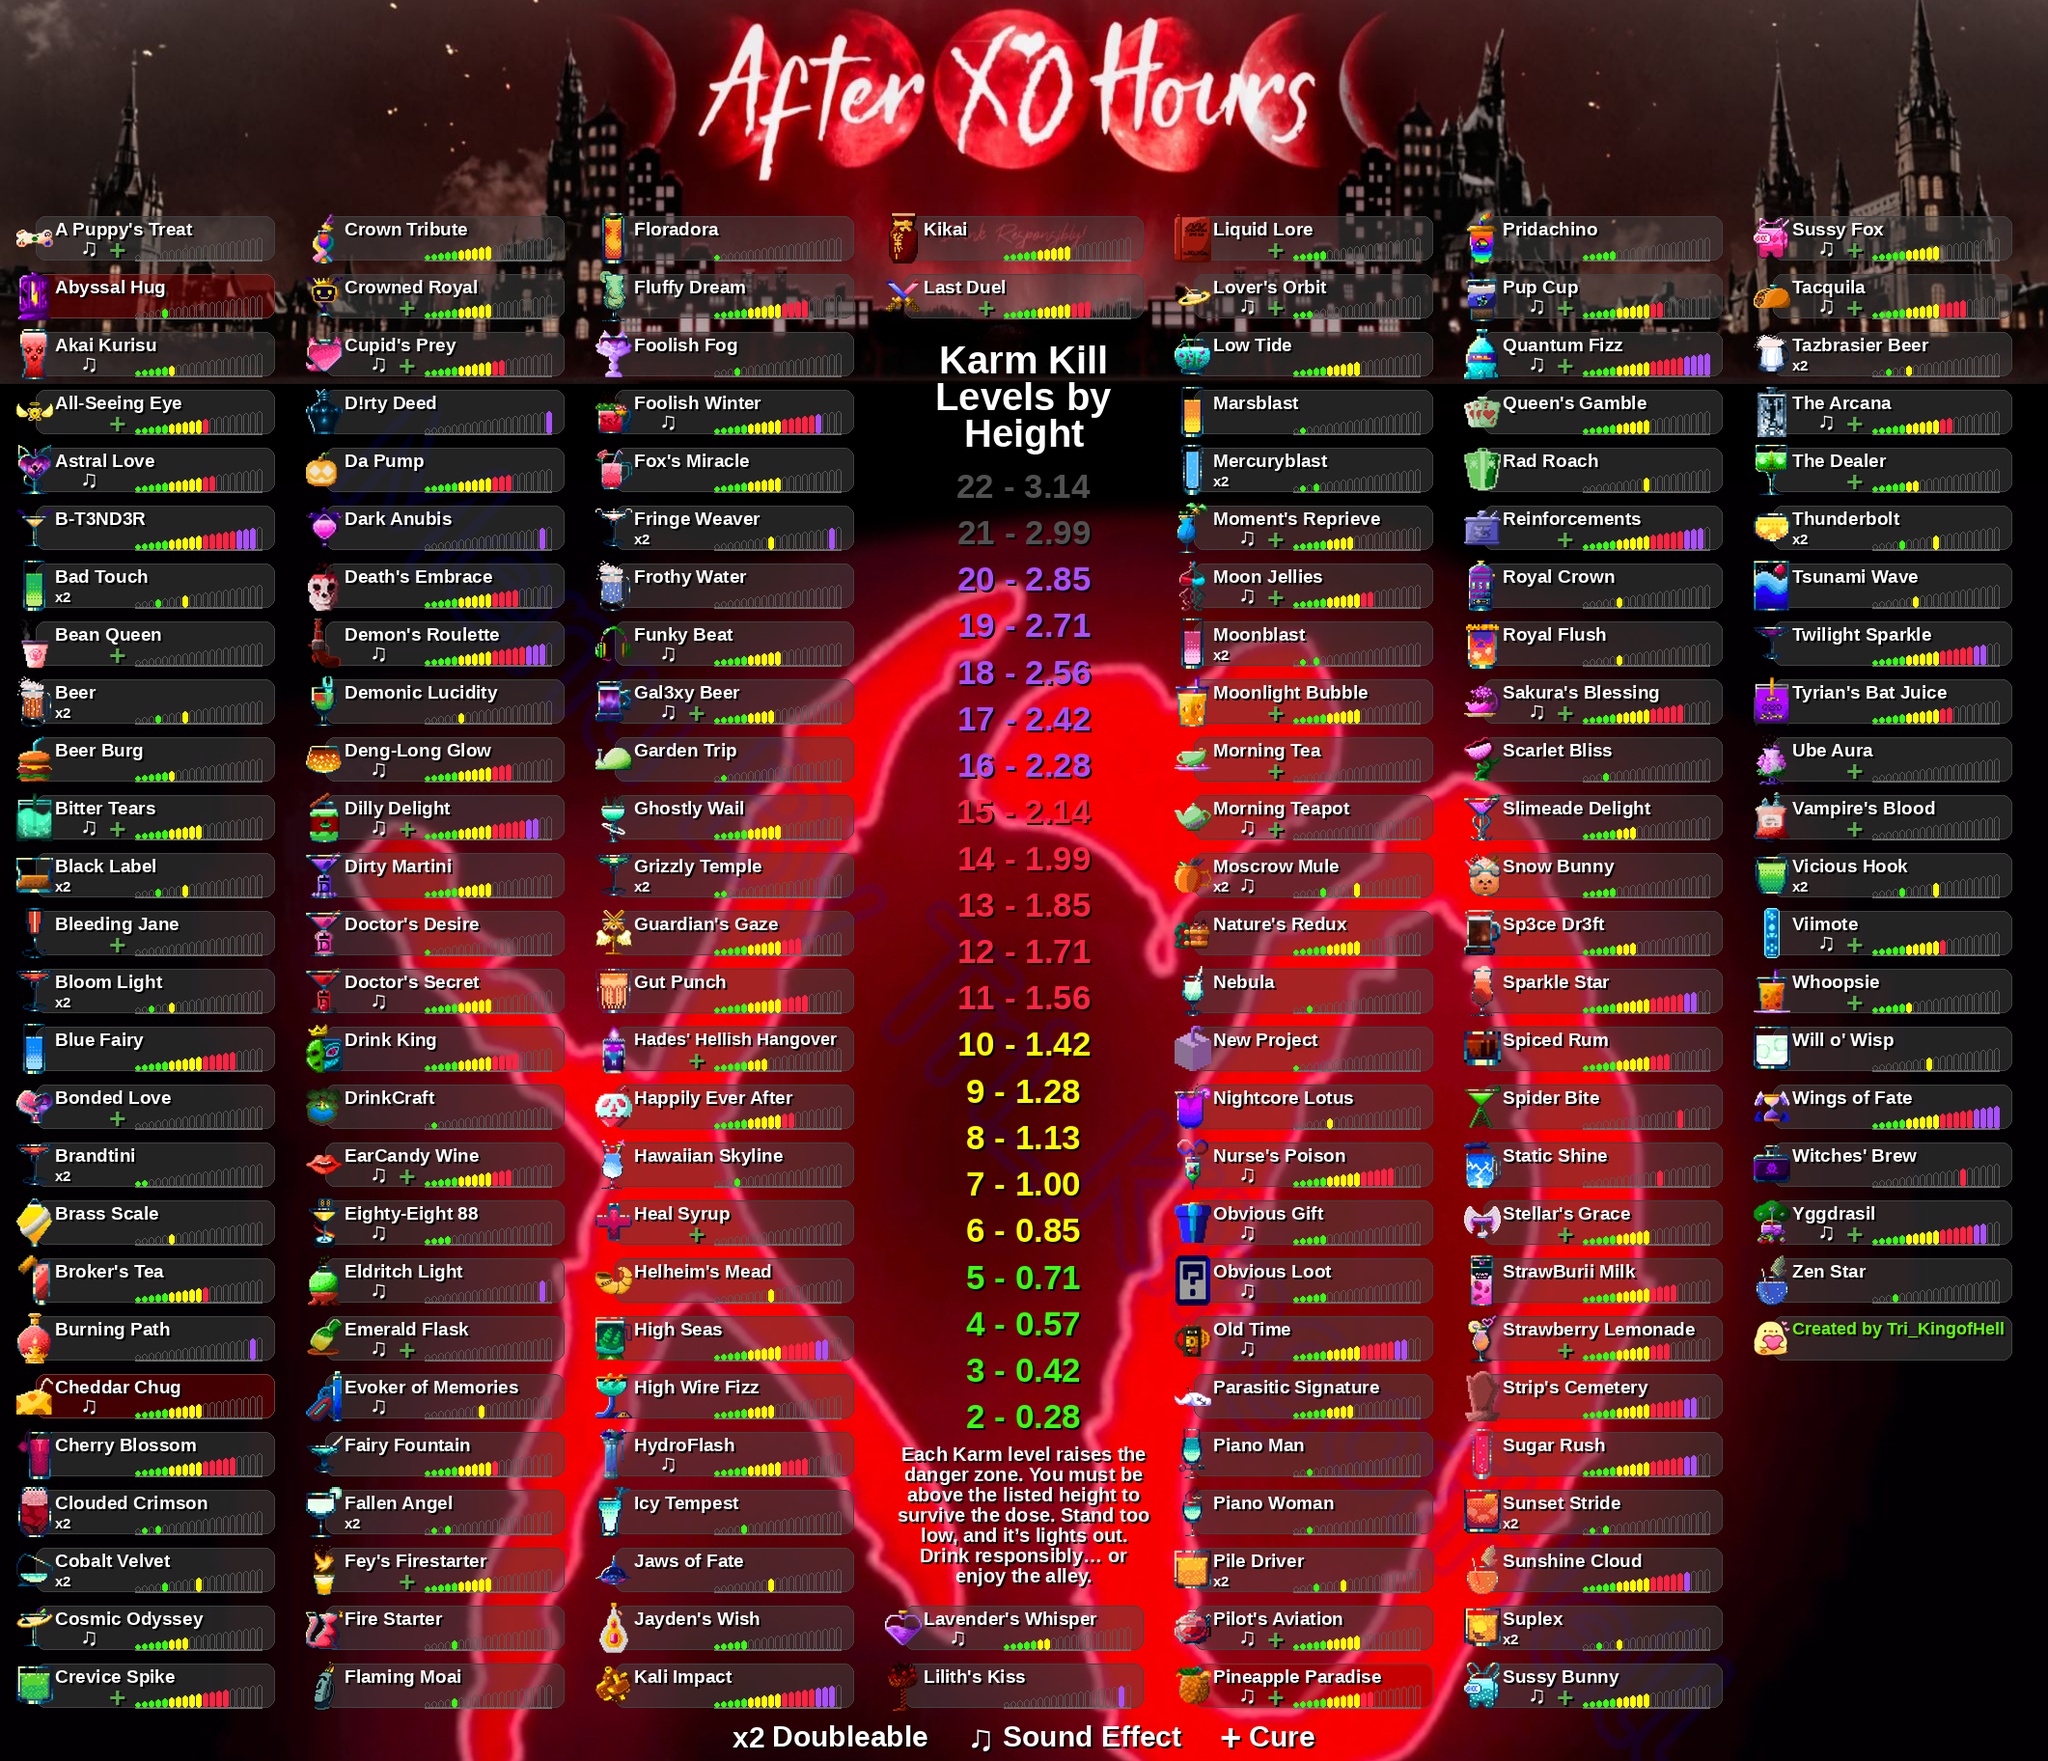 After XO Hours
A Puppy's Treat
♫ +
Abyssal Hug
Akai Kurisu
♫
All-Seeing Eye
+
Astral Love
♫
B-T3ND3R
Bad Touch
x2
Bean Queen
+
Beer
x2
Beer Burg
Bitter Tears
♫ +
Black Label
x2
Bleeding Jane
+
Bloom Light
x2
Blue Fairy
Bonded Love
+
Brandtini
x2
Brass Scale
Broker's Tea
Burning Path
Cheddar Chug
♫
Cherry Blossom
Clouded Crimson
x2
Cobalt Velvet
x2
Cosmic Odyssey
♫
Crevice Spike
+
Crown Tribute
Crowned Royal
+
Cupid's Prey
♫ +
D!rty Deed
Da Pump
Dark Anubis
Death's Embrace
Demon's Roulette
♫
Demonic Lucidity
Deng-Long Glow
♫
Dilly Delight
♫ +
Dirty Martini
Doctor's Desire
Doctor's Secret
♫
Drink King
DrinkCraft
EarCandy Wine
♫ +
Eighty-Eight 88
♫
Eldritch Light
♫
Emerald Flask
♫ +
Evoker of Memories
♫
Fairy Fountain
Fallen Angel
x2
Fey's Firestarter
+
Fire Starter
Flaming Moai
Floradora
Fluffy Dream
Foolish Fog
Foolish Winter
♫
Fox's Miracle
Fringe Weaver
x2
Frothy Water
Funky Beat
♫
Gal3xy Beer
♫ +
Garden Trip
Ghostly Wail
Grizzly Temple
x2
Guardian's Gaze
Gut Punch
Hades' Hellish Hangover
+
Happily Ever After
Hawaiian Skyline
Heal Syrup
+
Helheim's Mead
High Seas
High Wire Fizz
HydroFlash
♫
Icy Tempest
Jaws of Fate
Jayden's Wish
Kali Impact
Kikai
Last Duel
+
Karm Kill
Levels by
Height
22 - 3.14
21 - 2.99
20 - 2.85
19 - 2.71
18 - 2.56
17 - 2.42
16 - 2.28
15 - 2.14
14 - 1.99
13 - 1.85
12 - 1.71
11 - 1.56
10 - 1.42
9 - 1.28
8 - 1.13
7 - 1.00
6 - 0.85
5 - 0.71
4 - 0.57
3 - 0.42
2 - 0.28
Each Karm level raises the
danger zone. You must be
above the listed height to
survive the dose. Stand too
low, and it's lights out.
Drink responsibly… or
enjoy the alley.
Lavender's Whisper
♫
Lilith's Kiss
Liquid Lore
+
Lover's Orbit
♫ +
Low Tide
Marsblast
Mercuryblast
x2
Moment's Reprieve
♫ +
Moon Jellies
♫ +
Moonblast
x2
Moonlight Bubble
+
Morning Tea
+
Morning Teapot
♫ +
Moscrow Mule
x2 ♫
Nature's Redux
Nebula
New Project
Nightcore Lotus
Nurse's Poison
♫
Obvious Gift
♫
Obvious Loot
♫
Old Time
♫
Parasitic Signature
Piano Man
Piano Woman
Pile Driver
x2
Pilot's Aviation
♫ +
Pineapple Paradise
♫ +
Pridachino
Pup Cup
♫ +
Quantum Fizz
♫ +
Queen's Gamble
Rad Roach
Reinforcements
+
Royal Crown
Royal Flush
Sakura's Blessing
♫ +
Scarlet Bliss
Slimeade Delight
Snow Bunny
Sp3ce Dr3ft
Sparkle Star
Spiced Rum
Spider Bite
Static Shine
Stellar's Grace
+
StrawBurii Milk
Strawberry Lemonade
+
Strip's Cemetery
Sugar Rush
Sunset Stride
x2
Sunshine Cloud
Suplex
x2
Sussy Bunny
♫ +
Sussy Fox
♫ +
Tacquila
♫ +
Tazbrasier Beer
x2
The Arcana
♫ +
The Dealer
+
Thunderbolt
x2
Tsunami Wave
Twilight Sparkle
Tyrian's Bat Juice
Ube Aura
+
Vampire's Blood
+
Vicious Hook
x2
Viimote
♫ +
Whoopsie
+
Will o' Wisp
Wings of Fate
Witches' Brew
Yggdrasil
♫ +
Zen Star
Created by Tri_KingofHell
x2 Doubleable ♫ Sound Effect + Cure